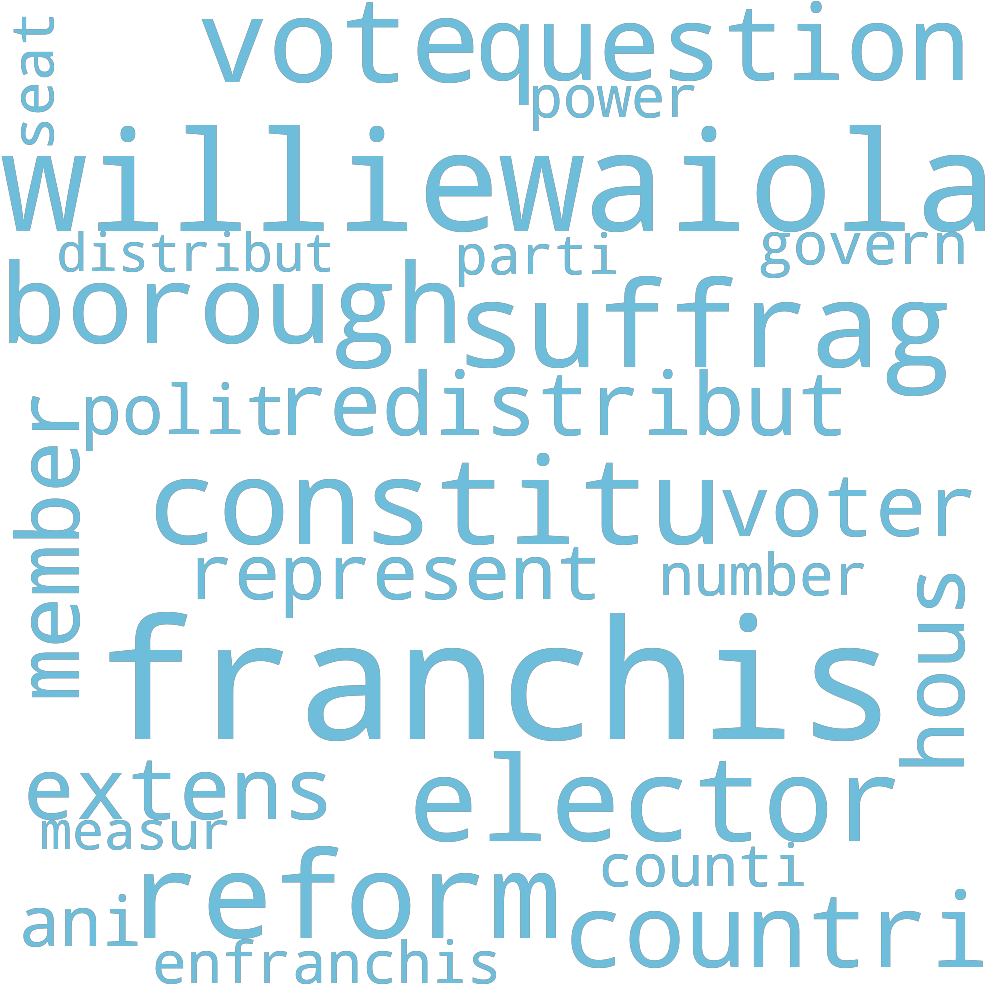 seat
vote
question
power
williewaiola
distribut
parti
govern
borough
suffrag
polit
redistribut
member
constitu
voter
represent
number
hous
franchis
extens
elector
measur
counti
reform
ani
countri
enfranchis